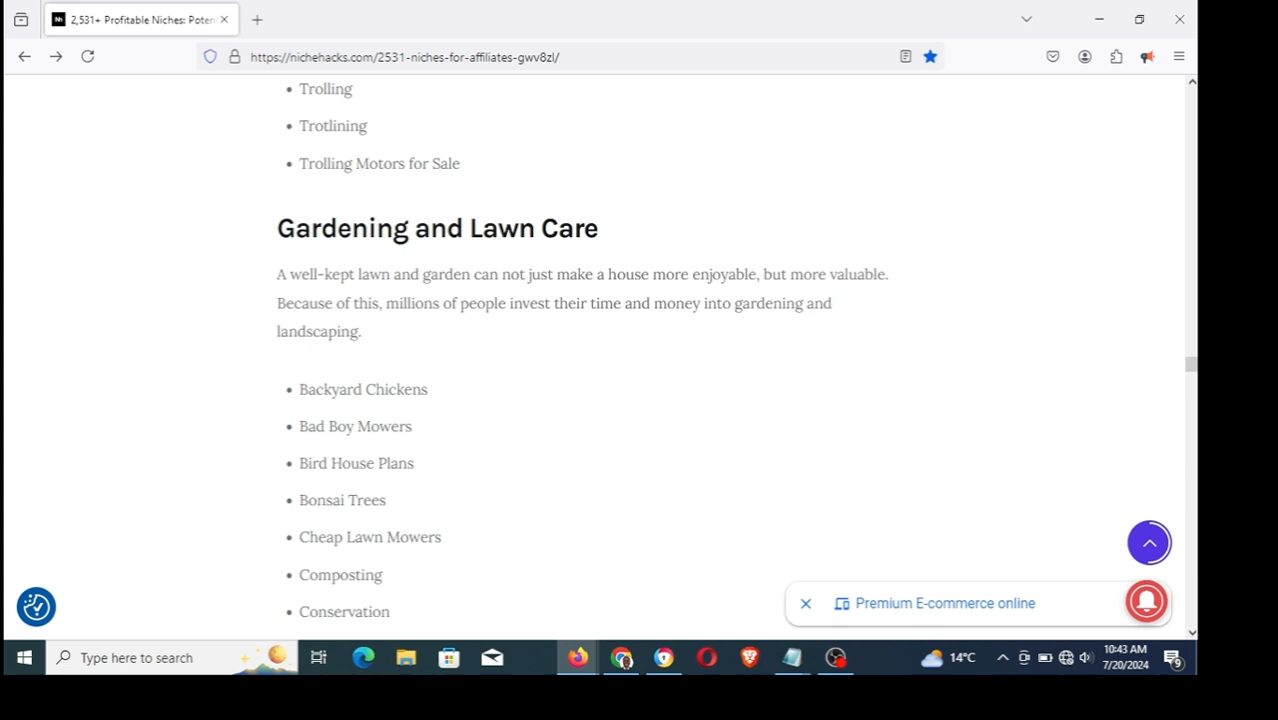 2,531+ Profitable Niches: Poten
https://nichehacks.com/2531-niches-for-affiliates-gwv8zl/
Trolling
Trotlining
Trolling Motors for Sale
Gardening and Lawn Care
A well-kept lawn and garden can not just make a house more enjoyable, but more valuable.
Because of this, millions of people invest their time and money into gardening and
landscaping.
Backyard Chickens
Bad Boy Mowers
Bird House Plans
Bonsai Trees
Cheap Lawn Mowers
Composting
Conservation
Premium E-commerce online
Type here to search
14°C
10:43 AM
7/20/2024
9